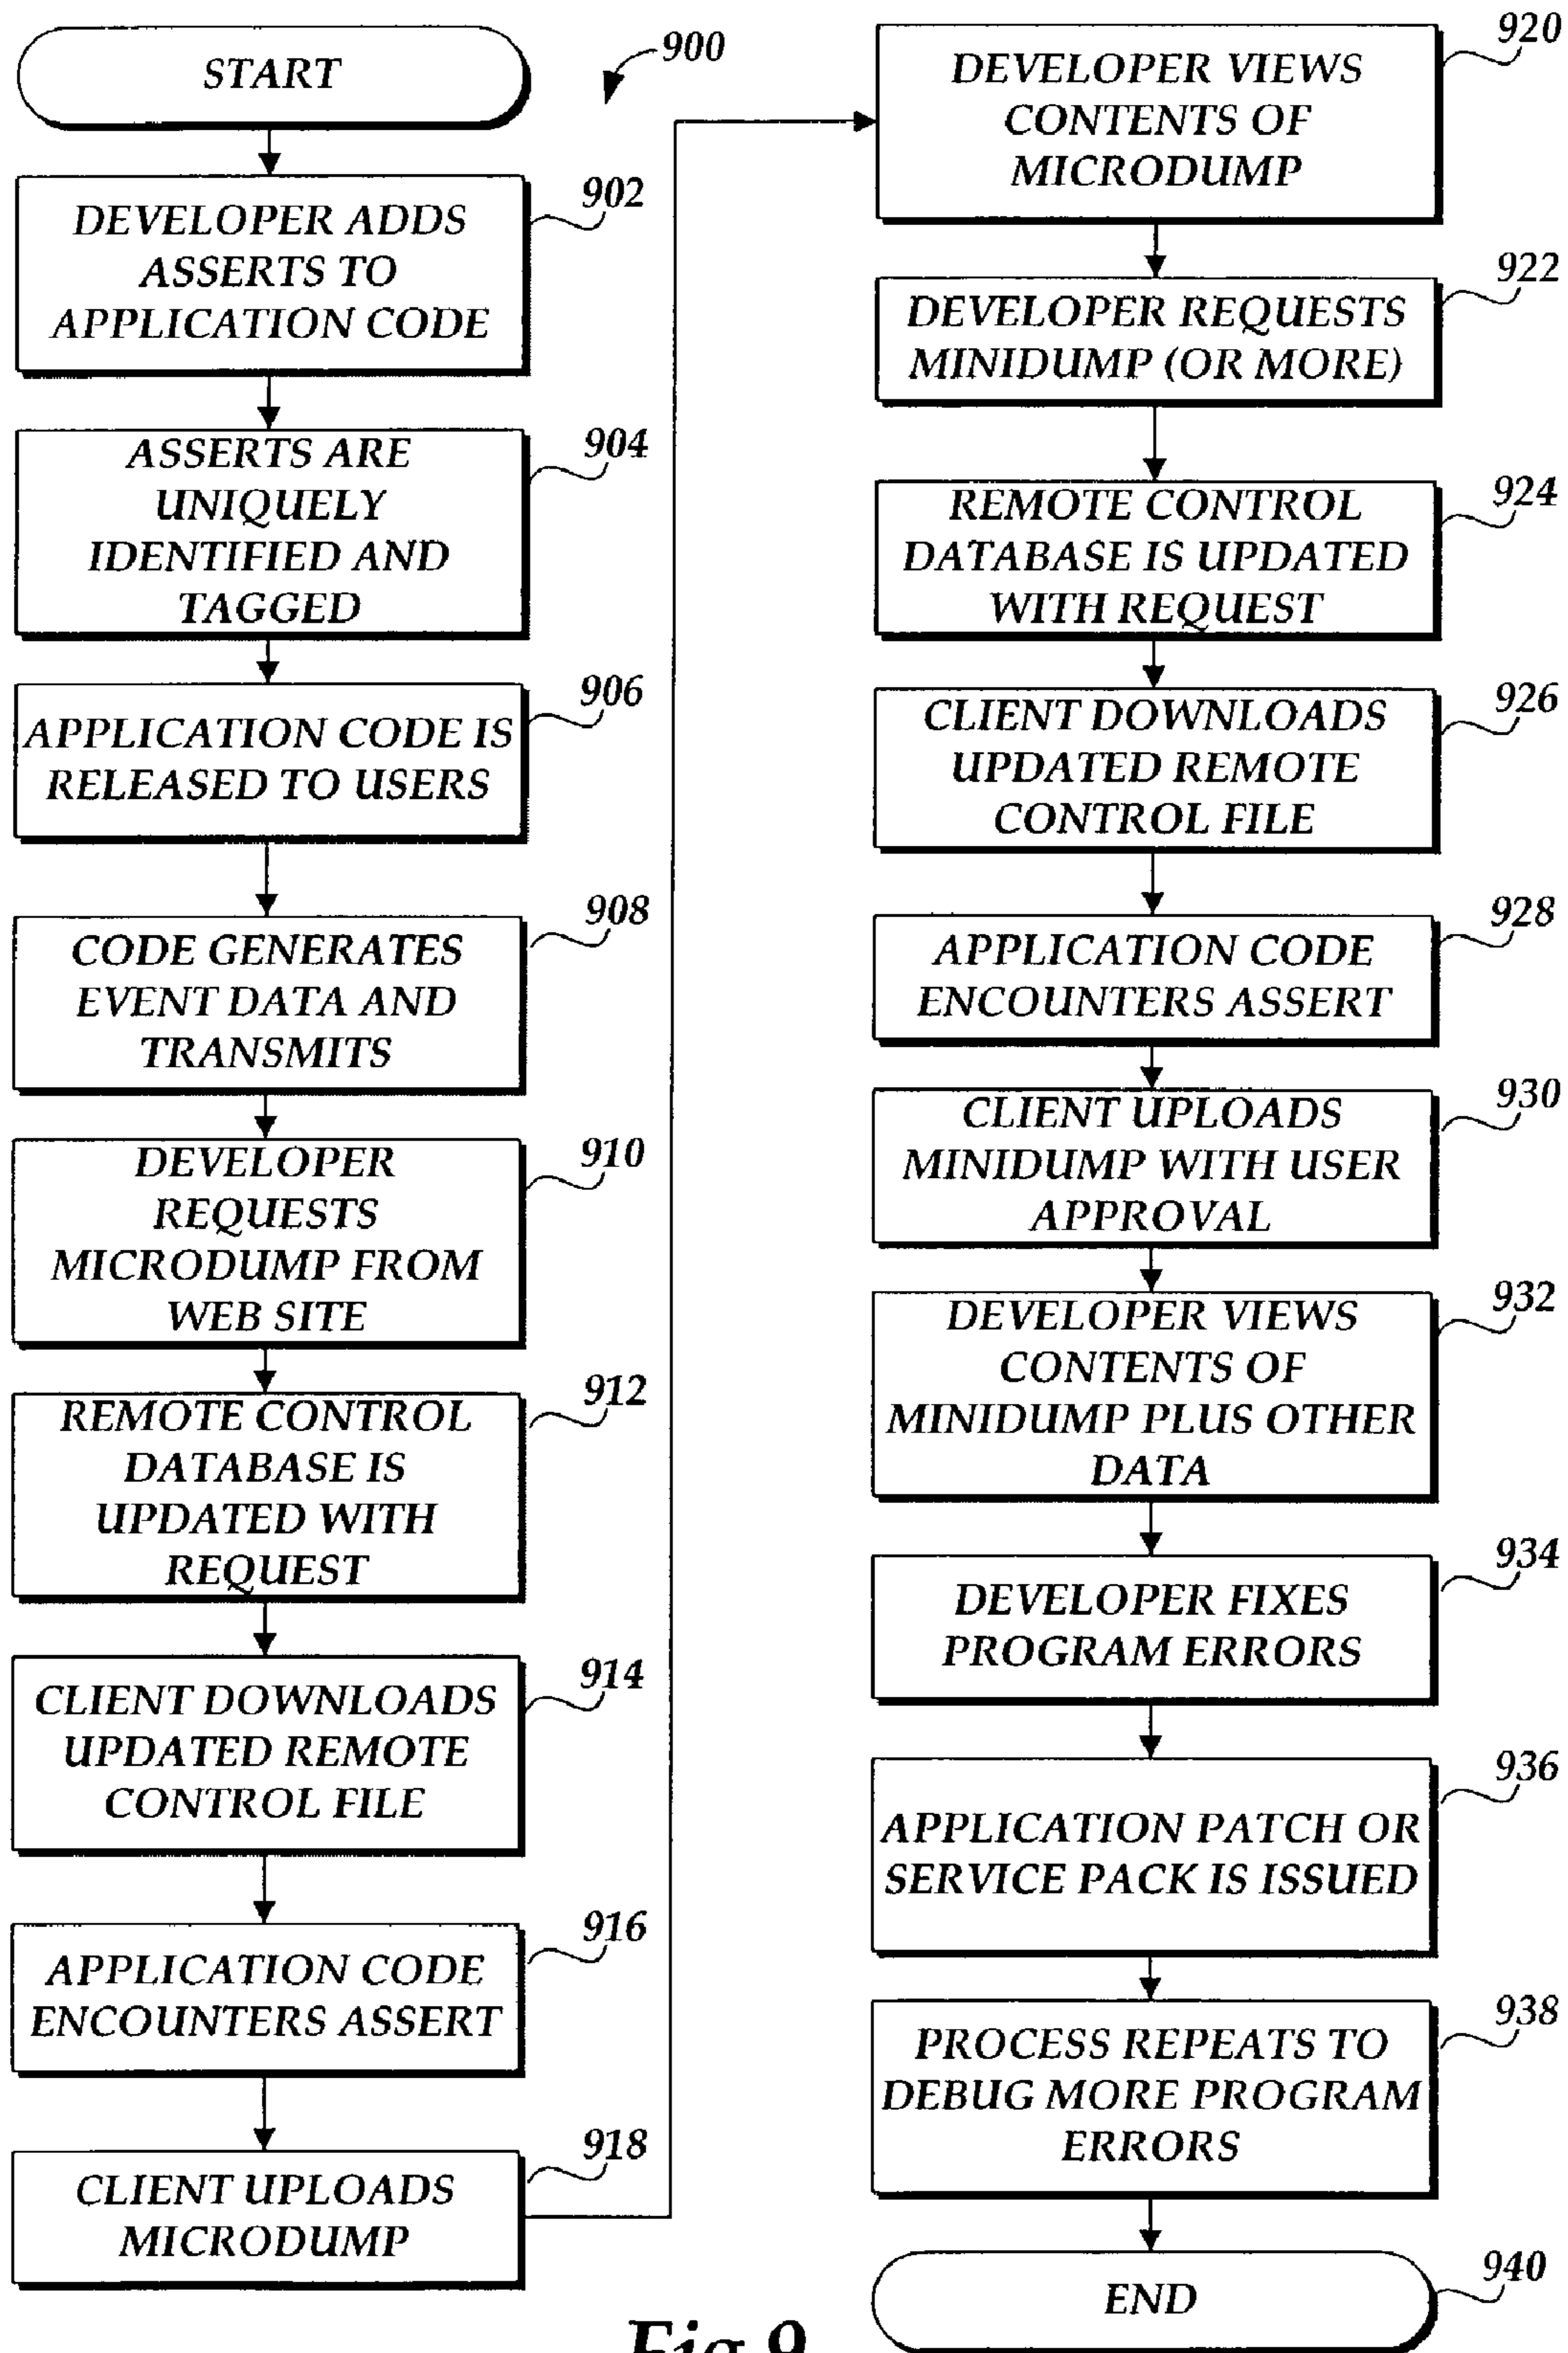 START
900
DEVELOPER ADDS
ASSERTS TO
APPLICATION CODE
902
ASSERTS ARE
UNIQUELY
IDENTIFIED AND
TAGGED
904
APPLICATION CODE IS
RELEASED TO USERS
906
CODE GENERATES
EVENT DATA AND
TRANSMITS
908
DEVELOPER
REQUESTS
MICRODUMP FROM
WEB SITE
910
REMOTE CONTROL
DATABASE IS
UPDATED WITH
REQUEST
912
CLIENT DOWNLOADS
UPDATED REMOTE
CONTROL FILE
914
APPLICATION CODE
ENCOUNTERS ASSERT
916
CLIENT UPLOADS
MICRODUMP
918
DEVELOPER VIEWS
CONTENTS OF
MICRODUMP
920
DEVELOPER REQUESTS
MINIDUMP (OR MORE)
922
REMOTE CONTROL
DATABASE IS UPDATED
WITH REQUEST
924
CLIENT DOWNLOADS
UPDATED REMOTE
CONTROL FILE
926
APPLICATION CODE
ENCOUNTERS ASSERT
928
CLIENT UPLOADS
MINIDUMP WITH USER
APPROVAL
930
DEVELOPER VIEWS
CONTENTS OF
MINIDUMP PLUS OTHER
DATA
932
DEVELOPER FIXES
PROGRAM ERRORS
934
APPLICATION PATCH OR
SERVICE PACK IS ISSUED
936
PROCESS REPEATS TO
DEBUG MORE PROGRAM
ERRORS
938
END
940
Fig.9